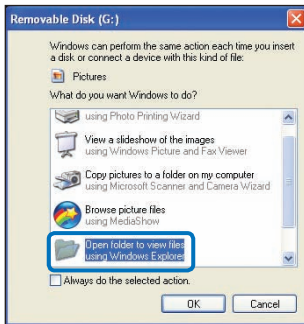 Removable Disk (G:)
Windows can perform the same action each time you insert
a disk or connect a device with this kind of file:
Pictures
What do you want Windows to do?
using Photo Printing Wizard
View a slideshow of the images
using Windows Picture and Fax Viewer
Copy pictures to a folder on my computer
using Microsoft Scanner and Camera Wizard
Browse picture files
using MediaShow
Open folder to view files
using Windows Explorer
Always do the selected action.
OK
Cancel